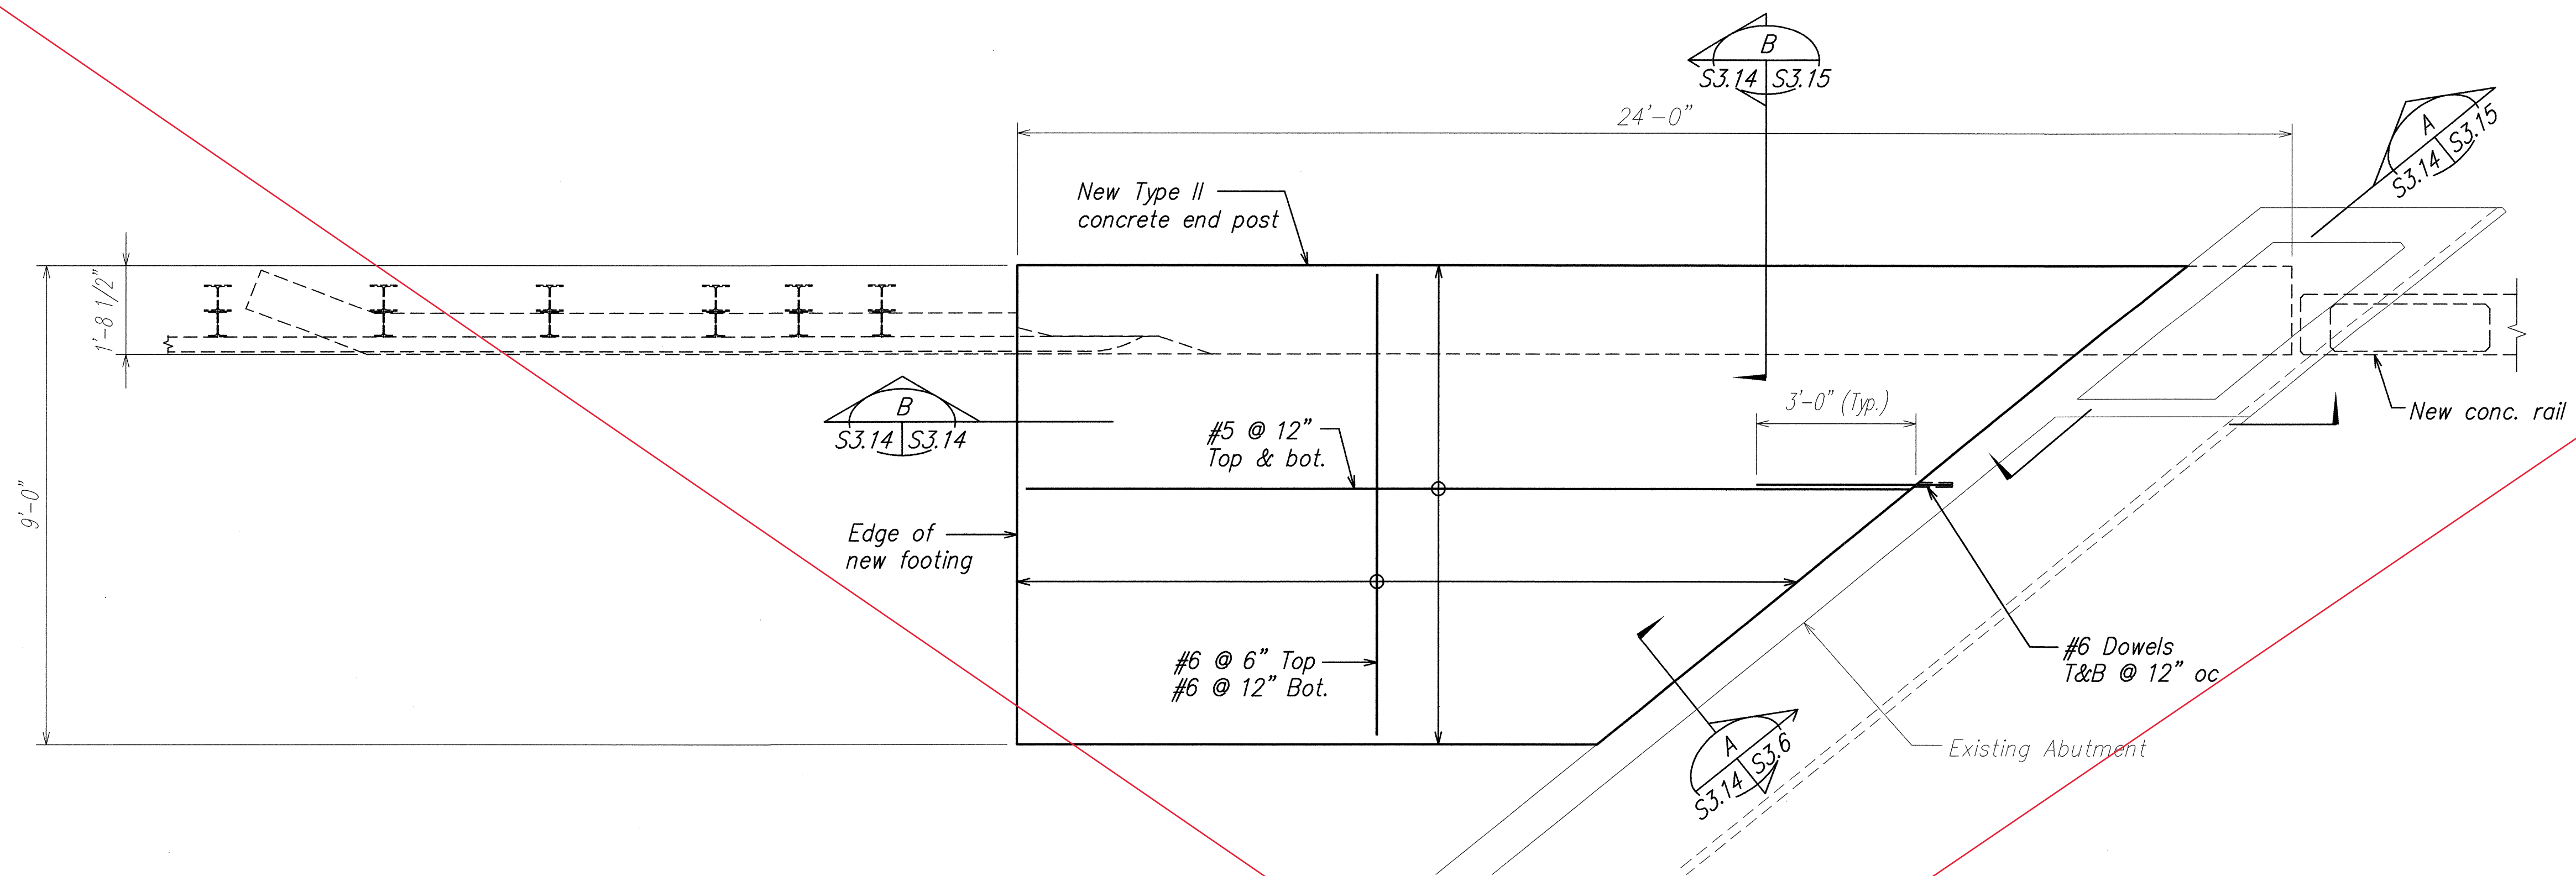 B
S3.14 S3.15
24'-0"
A
S3.14 S3.15
New Type II
concrete end post
1'-8 1/2"
B
S3.14 S3.14
#5 @ 12"
Top & bot.
3'-0" (Typ.)
New conc. rail
9'-0"
Edge of
new footing
#6 @ 6" Top
#6 @ 12" Bot.
#6 Dowels
T&B @ 12" oc
A
S3.14 S3.6
Existing Abutment